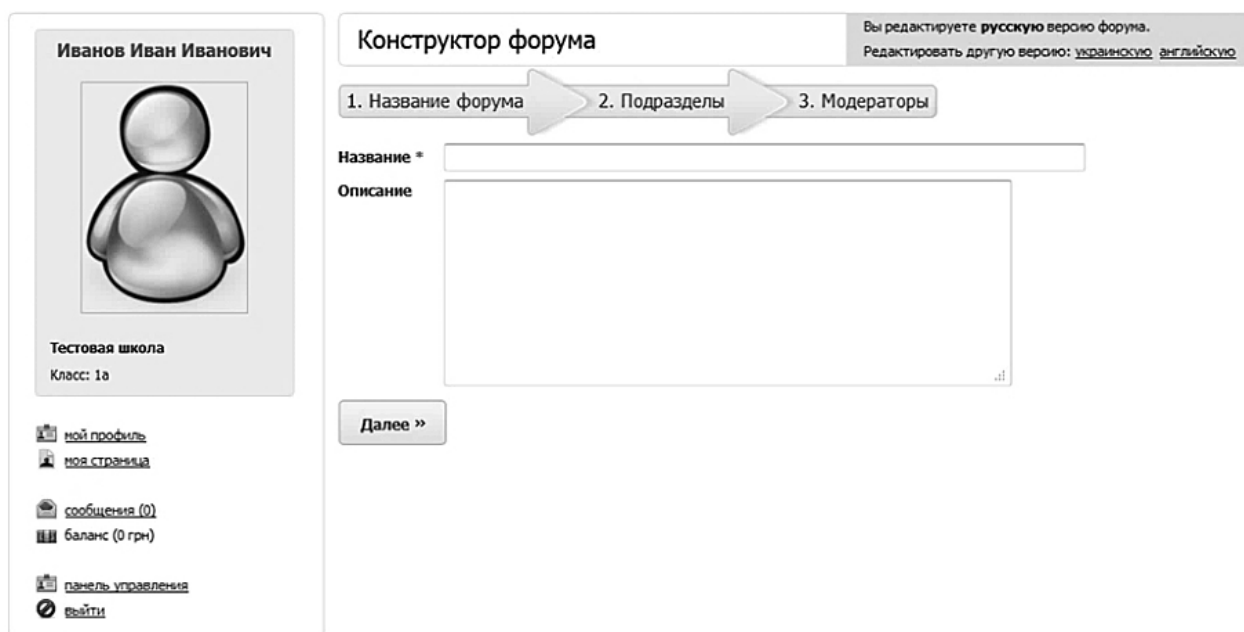 Иванов Иван Иванович
Тестовая школа
Класс: 1а
мой профиль
моя страница
сообщения (0)
баланс (0 грн)
панель управления
выйти
Конструктор форума
Вы редактируете русскую версию форума.
Редактировать другую версию: украинскую английскую
1. Название форума 2. Подразделы 3. Модераторы
Название *
Описание
Далее »